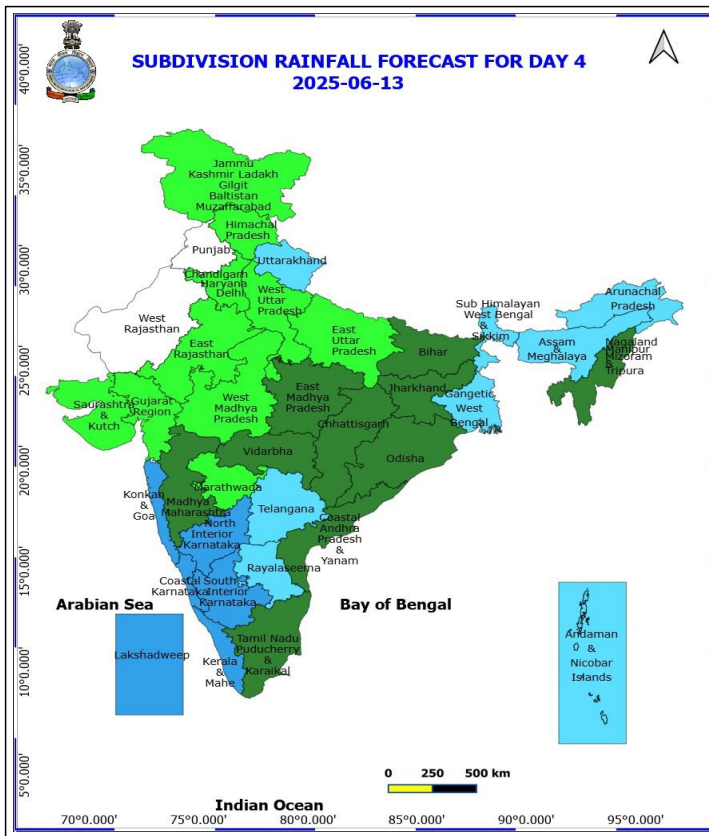 SUBDIVISION RAINFALL FORECAST FOR DAY 4
2025-06-13
40°0.000'
35°0.000'
30°0.000'
25°0.000'
20°0.000'
15°0.000'
10°0.000'
5°0.000'
Jammu
Kashmir Ladakh
Gilgit
Baltistan
Muzaffarabad
Himachal
Pradesh
Punjab
Uttarakhand
Chandigarh
Haryana
Delhi
West
Uttar
Pradesh
West
Rajasthan
East
Rajasthan
East
Uttar
Pradesh
Sub Himalayan
West Bengal
&
Sikkim
Arunachal
Pradesh
Assam
&
Meghalaya
Nagaland
Manipur
Mizoram
&
Tripura
Bihar
Jharkhand
Gangetic
West
Bengal
Saurashtra
&
Kutch
Gujarat
Region
West
Madhya
Pradesh
East
Madhya
Pradesh
Chhattisgarh
Odisha
Vidarbha
Marathwada
Konkan
&
Goa
Madhya
Maharashtra
Telangana
North
Interior
Karnataka
Coastal
Andhra
Pradesh
&
Yanam
Rayalaseema
Coastal
Karnataka
South
Interior
Karnataka
Arabian Sea
Bay of Bengal
Lakshadweep
Kerala
&
Mahe
Tamil Nadu
Puducherry
&
Karaikal
Andaman
&
Nicobar
Islands
0 250 500 km
Indian Ocean
70°0.000' 75°0.000' 80°0.000' 85°0.000' 90°0.000' 95°0.000'